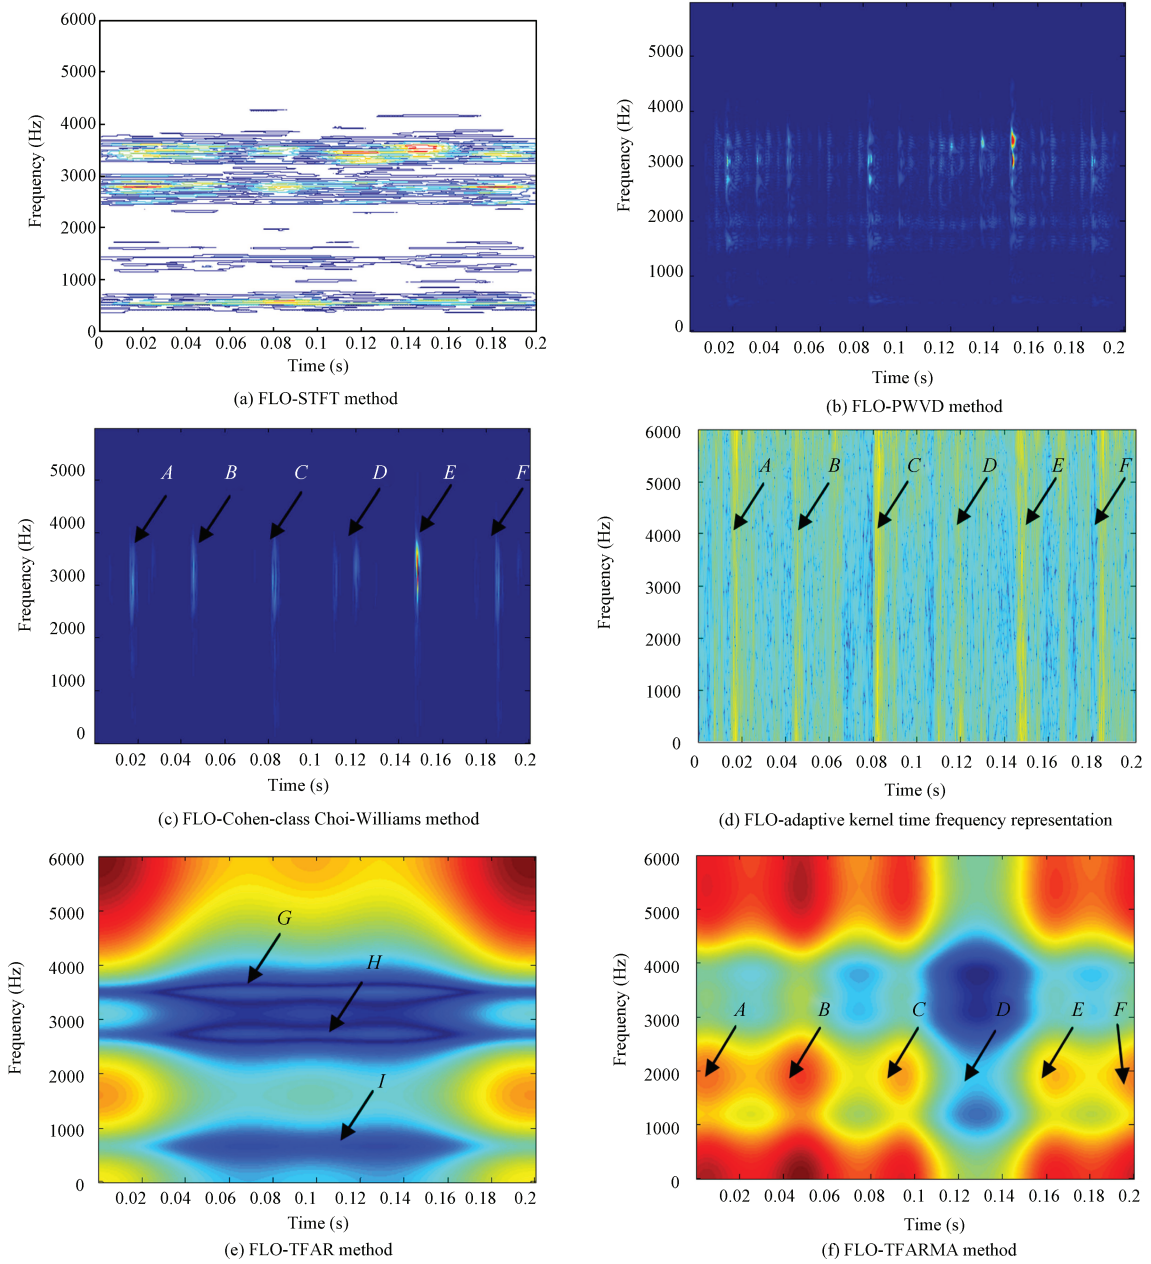 6000
5000
4000
3000
2000
1000
0
Frequency (Hz)
0 0.02 0.04 0.06 0.08 0.1 0.12 0.14 0.16 0.18 0.2
Time (s)
(a) FLO-STFT method
5000
4000
3000
2000
1000
0
Frequency (Hz)
0.02 0.04 0.06 0.08 0.1 0.12 0.14 0.16 0.18 0.2
Time (s)
(b) FLO-PWVD method
5000
4000
3000
2000
1000
0
Frequency (Hz)
A B C D E F
0.02 0.04 0.06 0.08 0.1 0.12 0.14 0.16 0.18 0.2
Time (s)
(c) FLO-Cohen-class Choi-Williams method
6000
5000
4000
3000
2000
1000
0
Frequency (Hz)
A B C D E F
0 0.02 0.04 0.06 0.08 0.1 0.12 0.14 0.16 0.18 0.2
Time (s)
(d) FLO-adaptive kernel time frequency representation
6000
5000
4000
3000
2000
1000
0
Frequency (Hz)
G
H
I
0.02 0.04 0.06 0.08 0.1 0.12 0.14 0.16 0.18 0.2
Time (s)
(e) FLO-TFAR method
6000
5000
4000
3000
2000
1000
0
Frequency (Hz)
A B C D E F
0.02 0.04 0.06 0.08 0.1 0.12 0.14 0.16 0.18 0.2
Time (s)
(f) FLO-TFARMA method